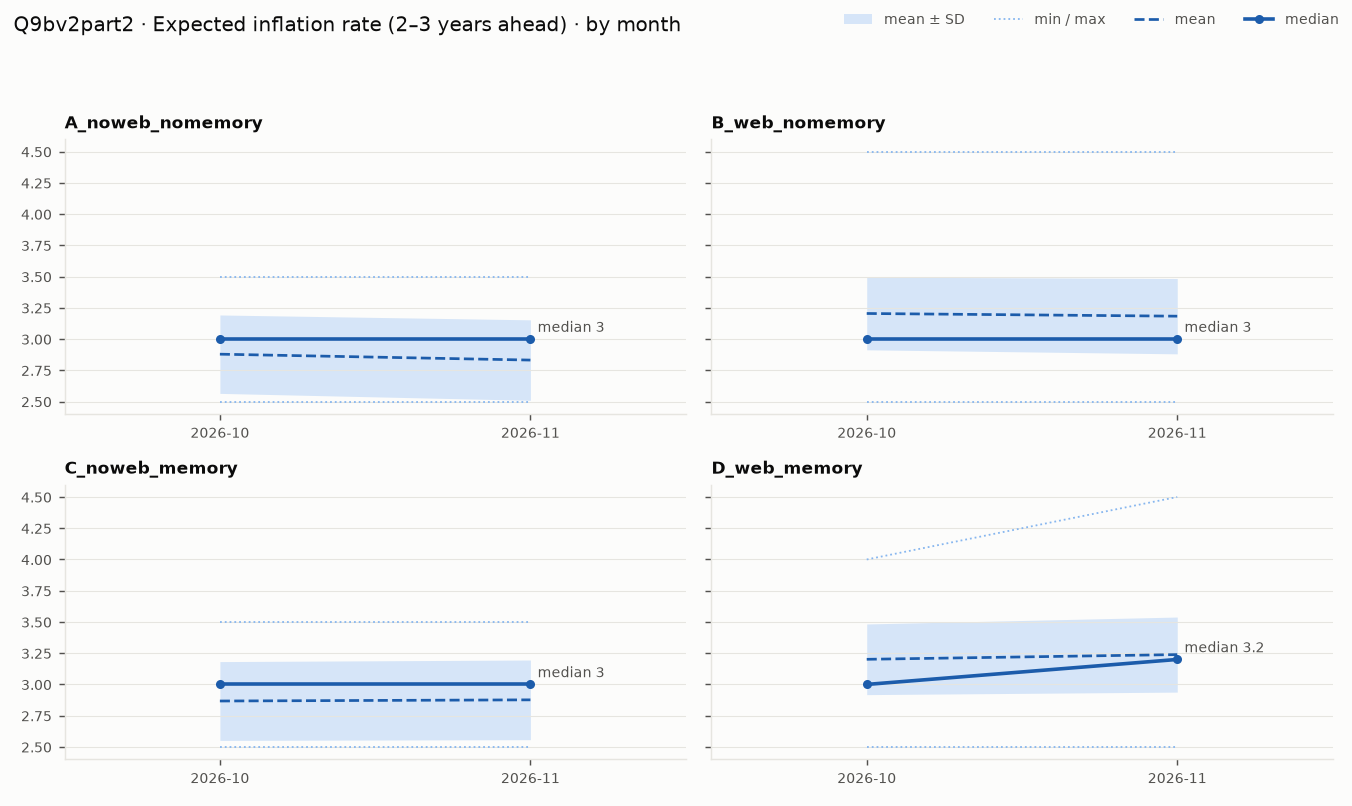 Q9bv2part2 · Expected inflation rate (2–3 years ahead) · by month
mean ± SD
min / max
mean
median
A_noweb_nomemory
4.50
4.25
4.00
3.75
3.50
3.25
3.00
2.75
2.50
median 3
2026-10
2026-11
B_web_nomemory
median 3
2026-10
2026-11
C_noweb_memory
4.50
4.25
4.00
3.75
3.50
3.25
3.00
2.75
2.50
median 3
2026-10
2026-11
D_web_memory
median 3.2
2026-10
2026-11